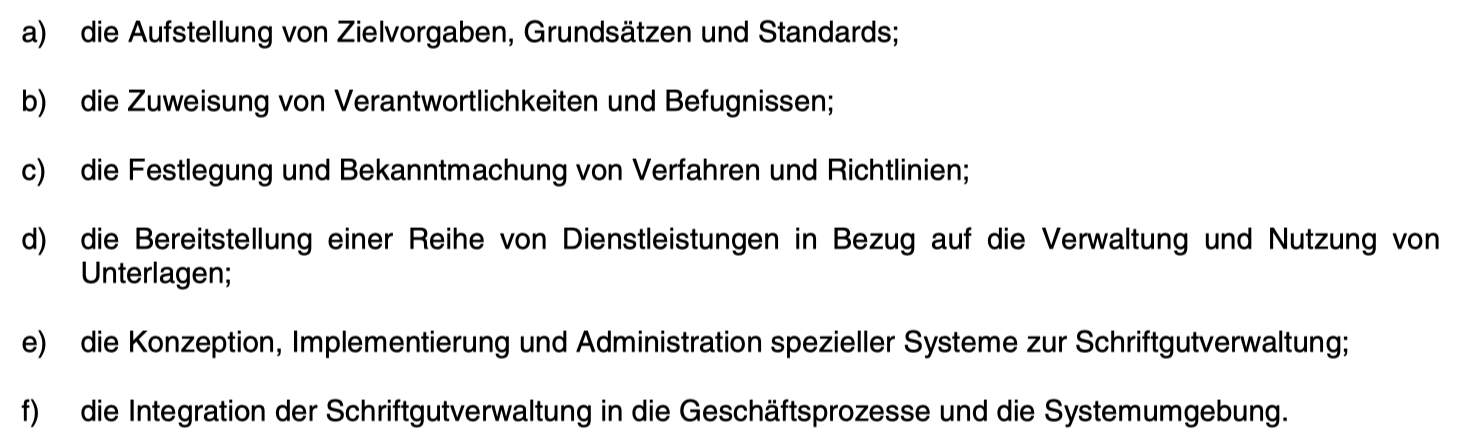 a) die Aufstellung von Zielvorgaben, Grundsätzen und Standards;
b) die Zuweisung von Verantwortlichkeiten und Befugnissen;
c) die Festlegung und Bekanntmachung von Verfahren und Richtlinien;
d) die Bereitstellung einer Reihe von Dienstleistungen in Bezug auf die Verwaltung und Nutzung von
Unterlagen;
e) die Konzeption, Implementierung und Administration spezieller Systeme zur Schriftgutverwaltung;
f) die Integration der Schriftgutverwaltung in die Geschäftsprozesse und die Systemumgebung.